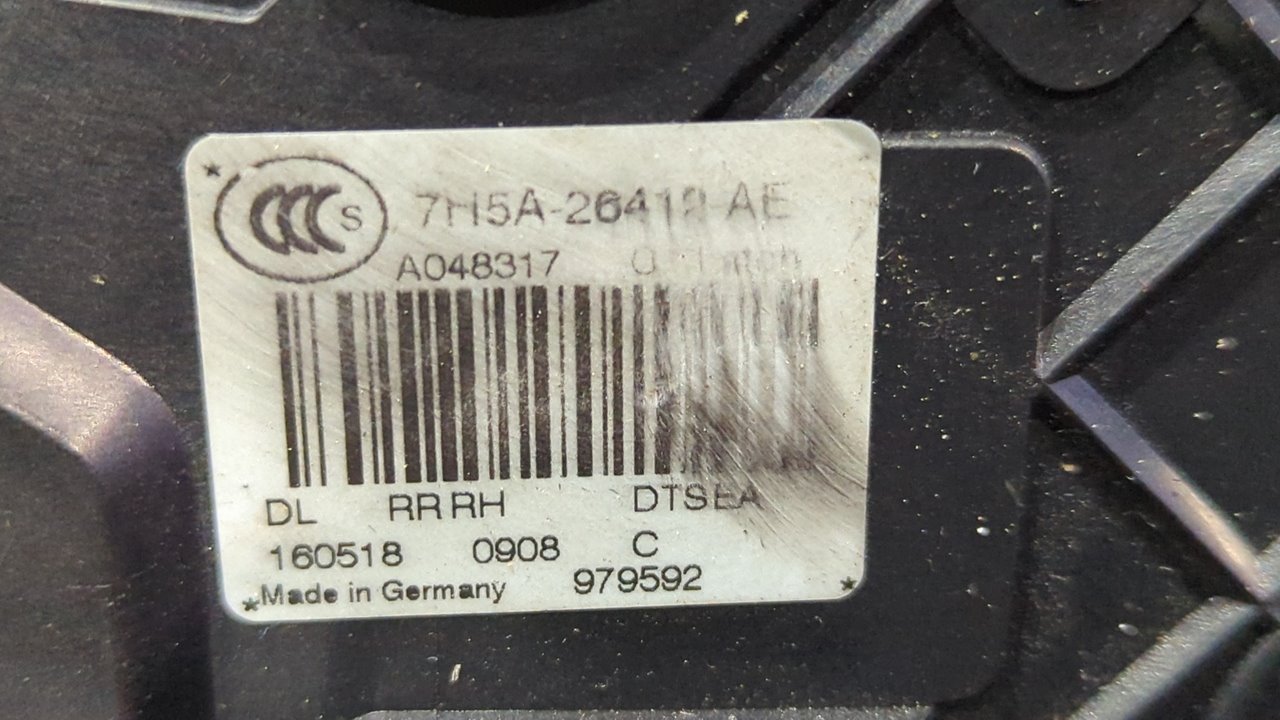 CCC S
7H5A-26412-AE
A048317
DL RR RH DTSEA
160518 0908 C
979592
*Made in Germany